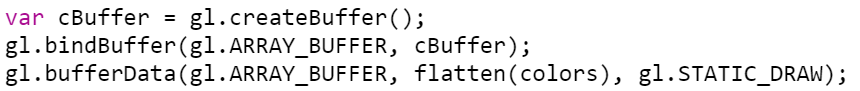 var cBuffer = gl.createBuffer();
gl.bindBuffer(gl.ARRAY_BUFFER, cBuffer);
gl.bufferData(gl.ARRAY_BUFFER, flatten(colors), gl.STATIC_DRAW);